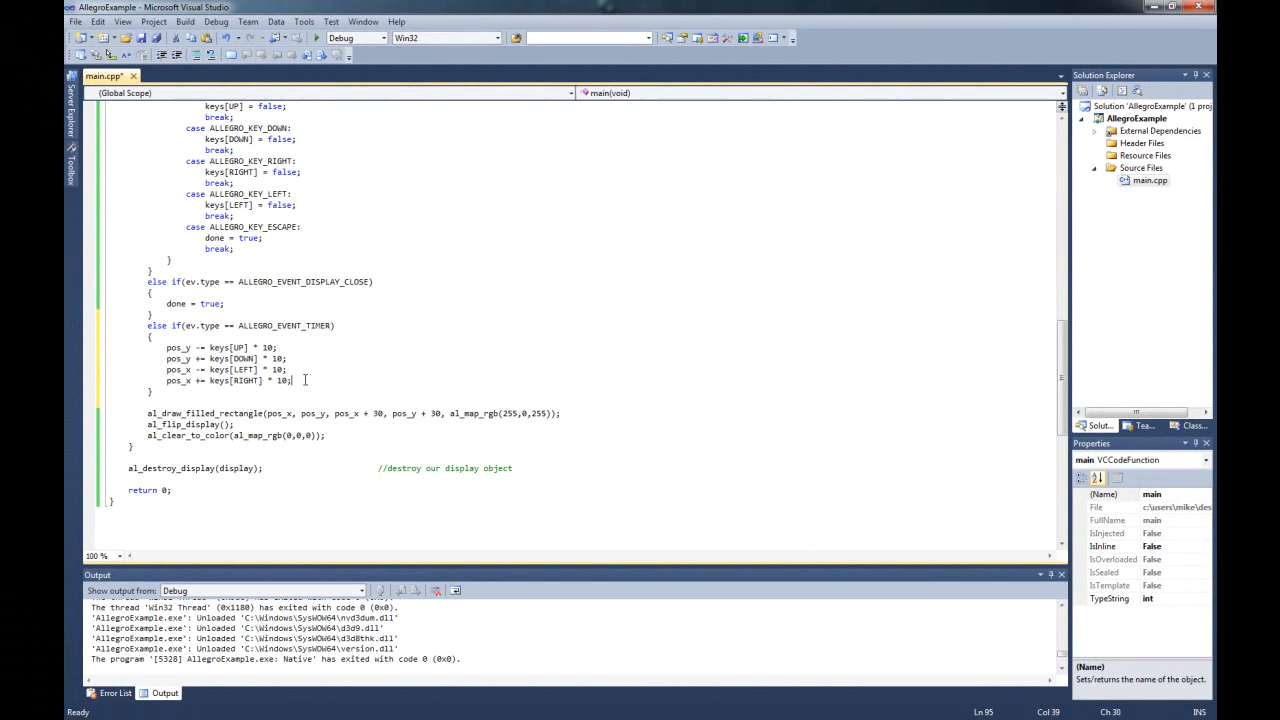 AllegroExample - Microsoft Visual Studio
File Edit View Project Build Debug Team Data Tools Test Window Help
Debug Win32
main.cpp*
(Global Scope) main(void)
keys[UP] = false;
break;
case ALLEGRO_KEY_DOWN:
keys[DOWN] = false;
break;
case ALLEGRO_KEY_RIGHT:
keys[RIGHT] = false;
break;
case ALLEGRO_KEY_LEFT:
keys[LEFT] = false;
break;
case ALLEGRO_KEY_ESCAPE:
done = true;
break;
}
}
else if(ev.type == ALLEGRO_EVENT_DISPLAY_CLOSE)
{
done = true;
}
else if(ev.type == ALLEGRO_EVENT_TIMER)
{
pos_y -= keys[UP] * 10;
pos_y += keys[DOWN] * 10;
pos_x -= keys[LEFT] * 10;
pos_x += keys[RIGHT] * 10;
}
al_draw_filled_rectangle(pos_x, pos_y, pos_x + 30, pos_y + 30, al_map_rgb(255,0,255));
al_flip_display();
al_clear_to_color(al_map_rgb(0,0,0));
}
al_destroy_display(display); //destroy our display object
return 0;
}
100 %
Output
Show output from: Debug
The thread 'Win32 Thread' (0x1180) has exited with code 0 (0x0).
'AllegroExample.exe': Unloaded 'C:\Windows\SysWOW64\nvd3dum.dll'
'AllegroExample.exe': Unloaded 'C:\Windows\SysWOW64\d3d9.dll'
'AllegroExample.exe': Unloaded 'C:\Windows\SysWOW64\d3d8thk.dll'
'AllegroExample.exe': Unloaded 'C:\Windows\SysWOW64\version.dll'
The program '[5328] AllegroExample.exe: Native' has exited with code 0 (0x0).
Error List Output
Ready Ln 95 Col 39 Ch 30 INS
Server Explorer
Toolbox
Solution Explorer
Solution 'AllegroExample' (1 proj
AllegroExample
External Dependencies
Header Files
Resource Files
Source Files
main.cpp
Solut... Tea... Class...
Properties
main VCCodeFunction
(Name) main
File c:\users\mike\des
FullName main
IsInjected False
IsInline False
IsOverloaded False
IsSealed False
IsTemplate False
TypeString int
(Name)
Sets/returns the name of the object.